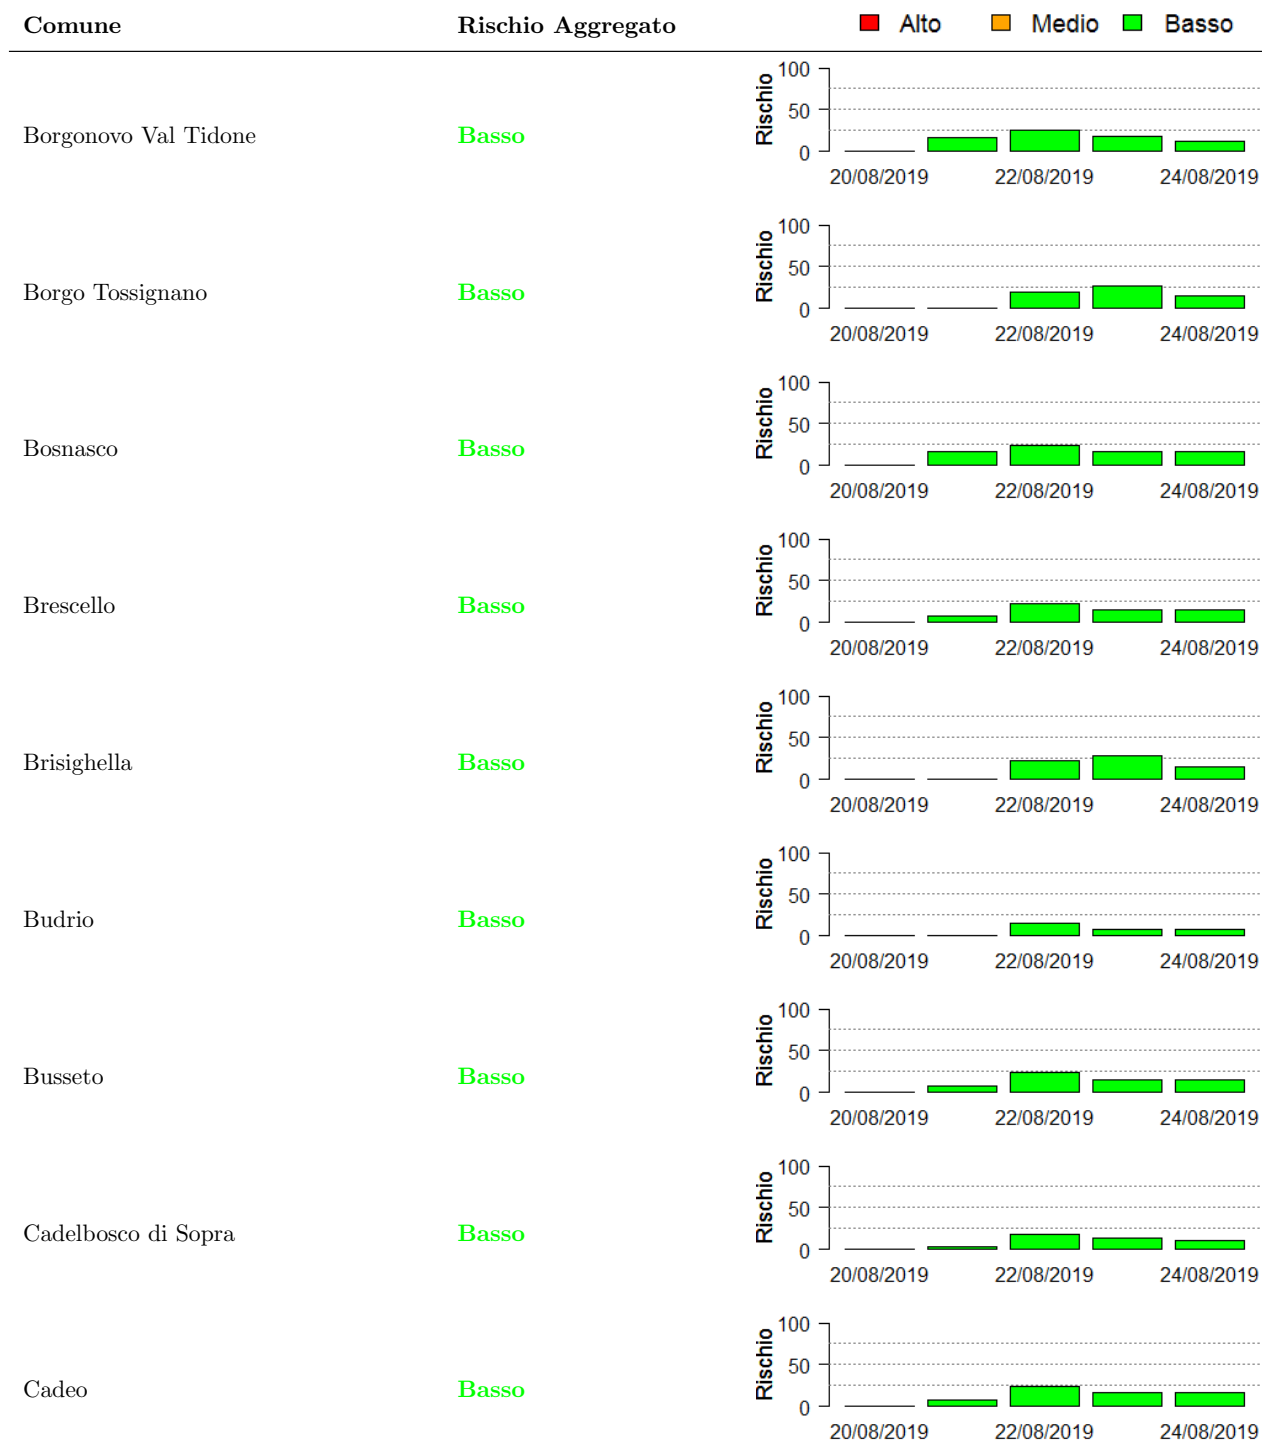 Comune Rischio Aggregato Alto Medio Basso
100
50
0
Rischio
Borgonovo Val Tidone Basso
20/08/2019 22/08/2019 24/08/2019
100
50
0
Rischio
Borgo Tossignano Basso
20/08/2019 22/08/2019 24/08/2019
100
50
0
Rischio
Bosnasco Basso
20/08/2019 22/08/2019 24/08/2019
100
50
0
Rischio
Brescello Basso
20/08/2019 22/08/2019 24/08/2019
100
50
0
Rischio
Brisighella Basso
20/08/2019 22/08/2019 24/08/2019
100
50
0
Rischio
Budrio Basso
20/08/2019 22/08/2019 24/08/2019
100
50
0
Rischio
Busseto Basso
20/08/2019 22/08/2019 24/08/2019
100
50
0
Rischio
Cadelbosco di Sopra Basso
20/08/2019 22/08/2019 24/08/2019
100
50
0
Rischio
Cadeo Basso
20/08/2019 22/08/2019 24/08/2019